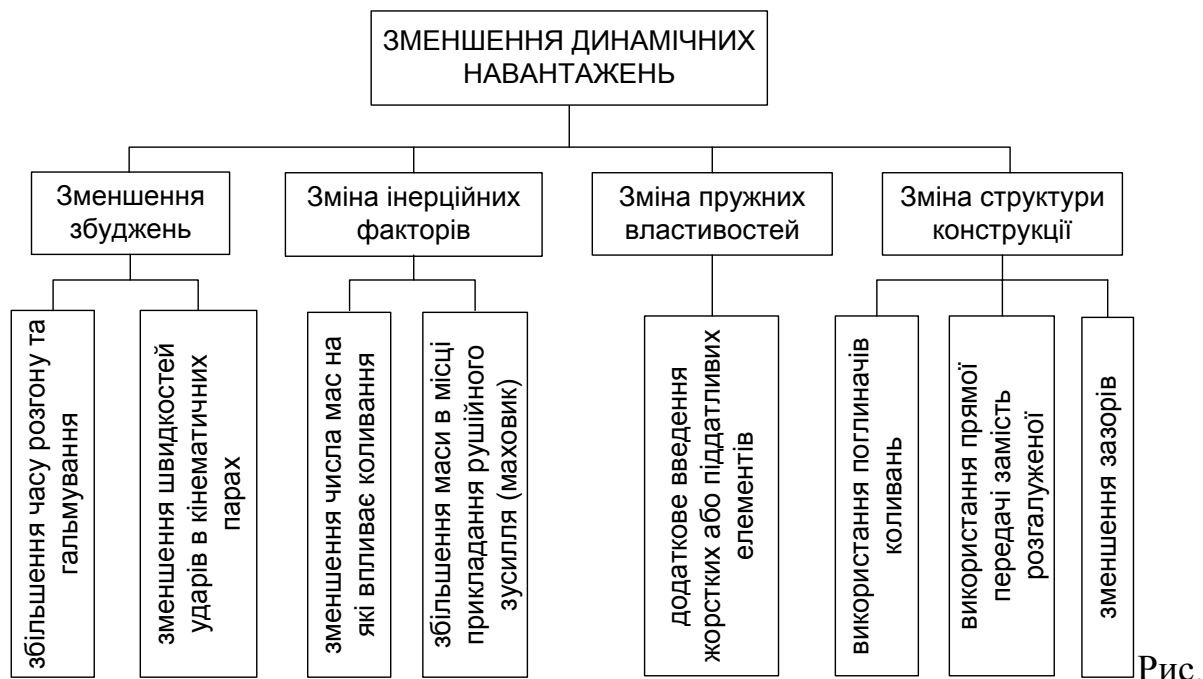 ЗМЕНШЕННЯ ДИНАМІЧНИХ
НАВАНТАЖЕНЬ
Зменшення
збуджень
Зміна інерційних
факторів
Зміна пружних
властивостей
Зміна структури
конструкції
збільшення часу розгону та
гальмування
зменшення швидкостей
ударів в кінематичних
парах
зменшення числа мас на
які впливає коливання
збільшення маси в місці
прикладання рушійного
зусилля (маховик)
додаткове введення
жорстких або піддатливих
елементів
використання поглиначів
коливань
використання прямої
передачі замість
розгалуженої
зменшення зазорів
Рис.